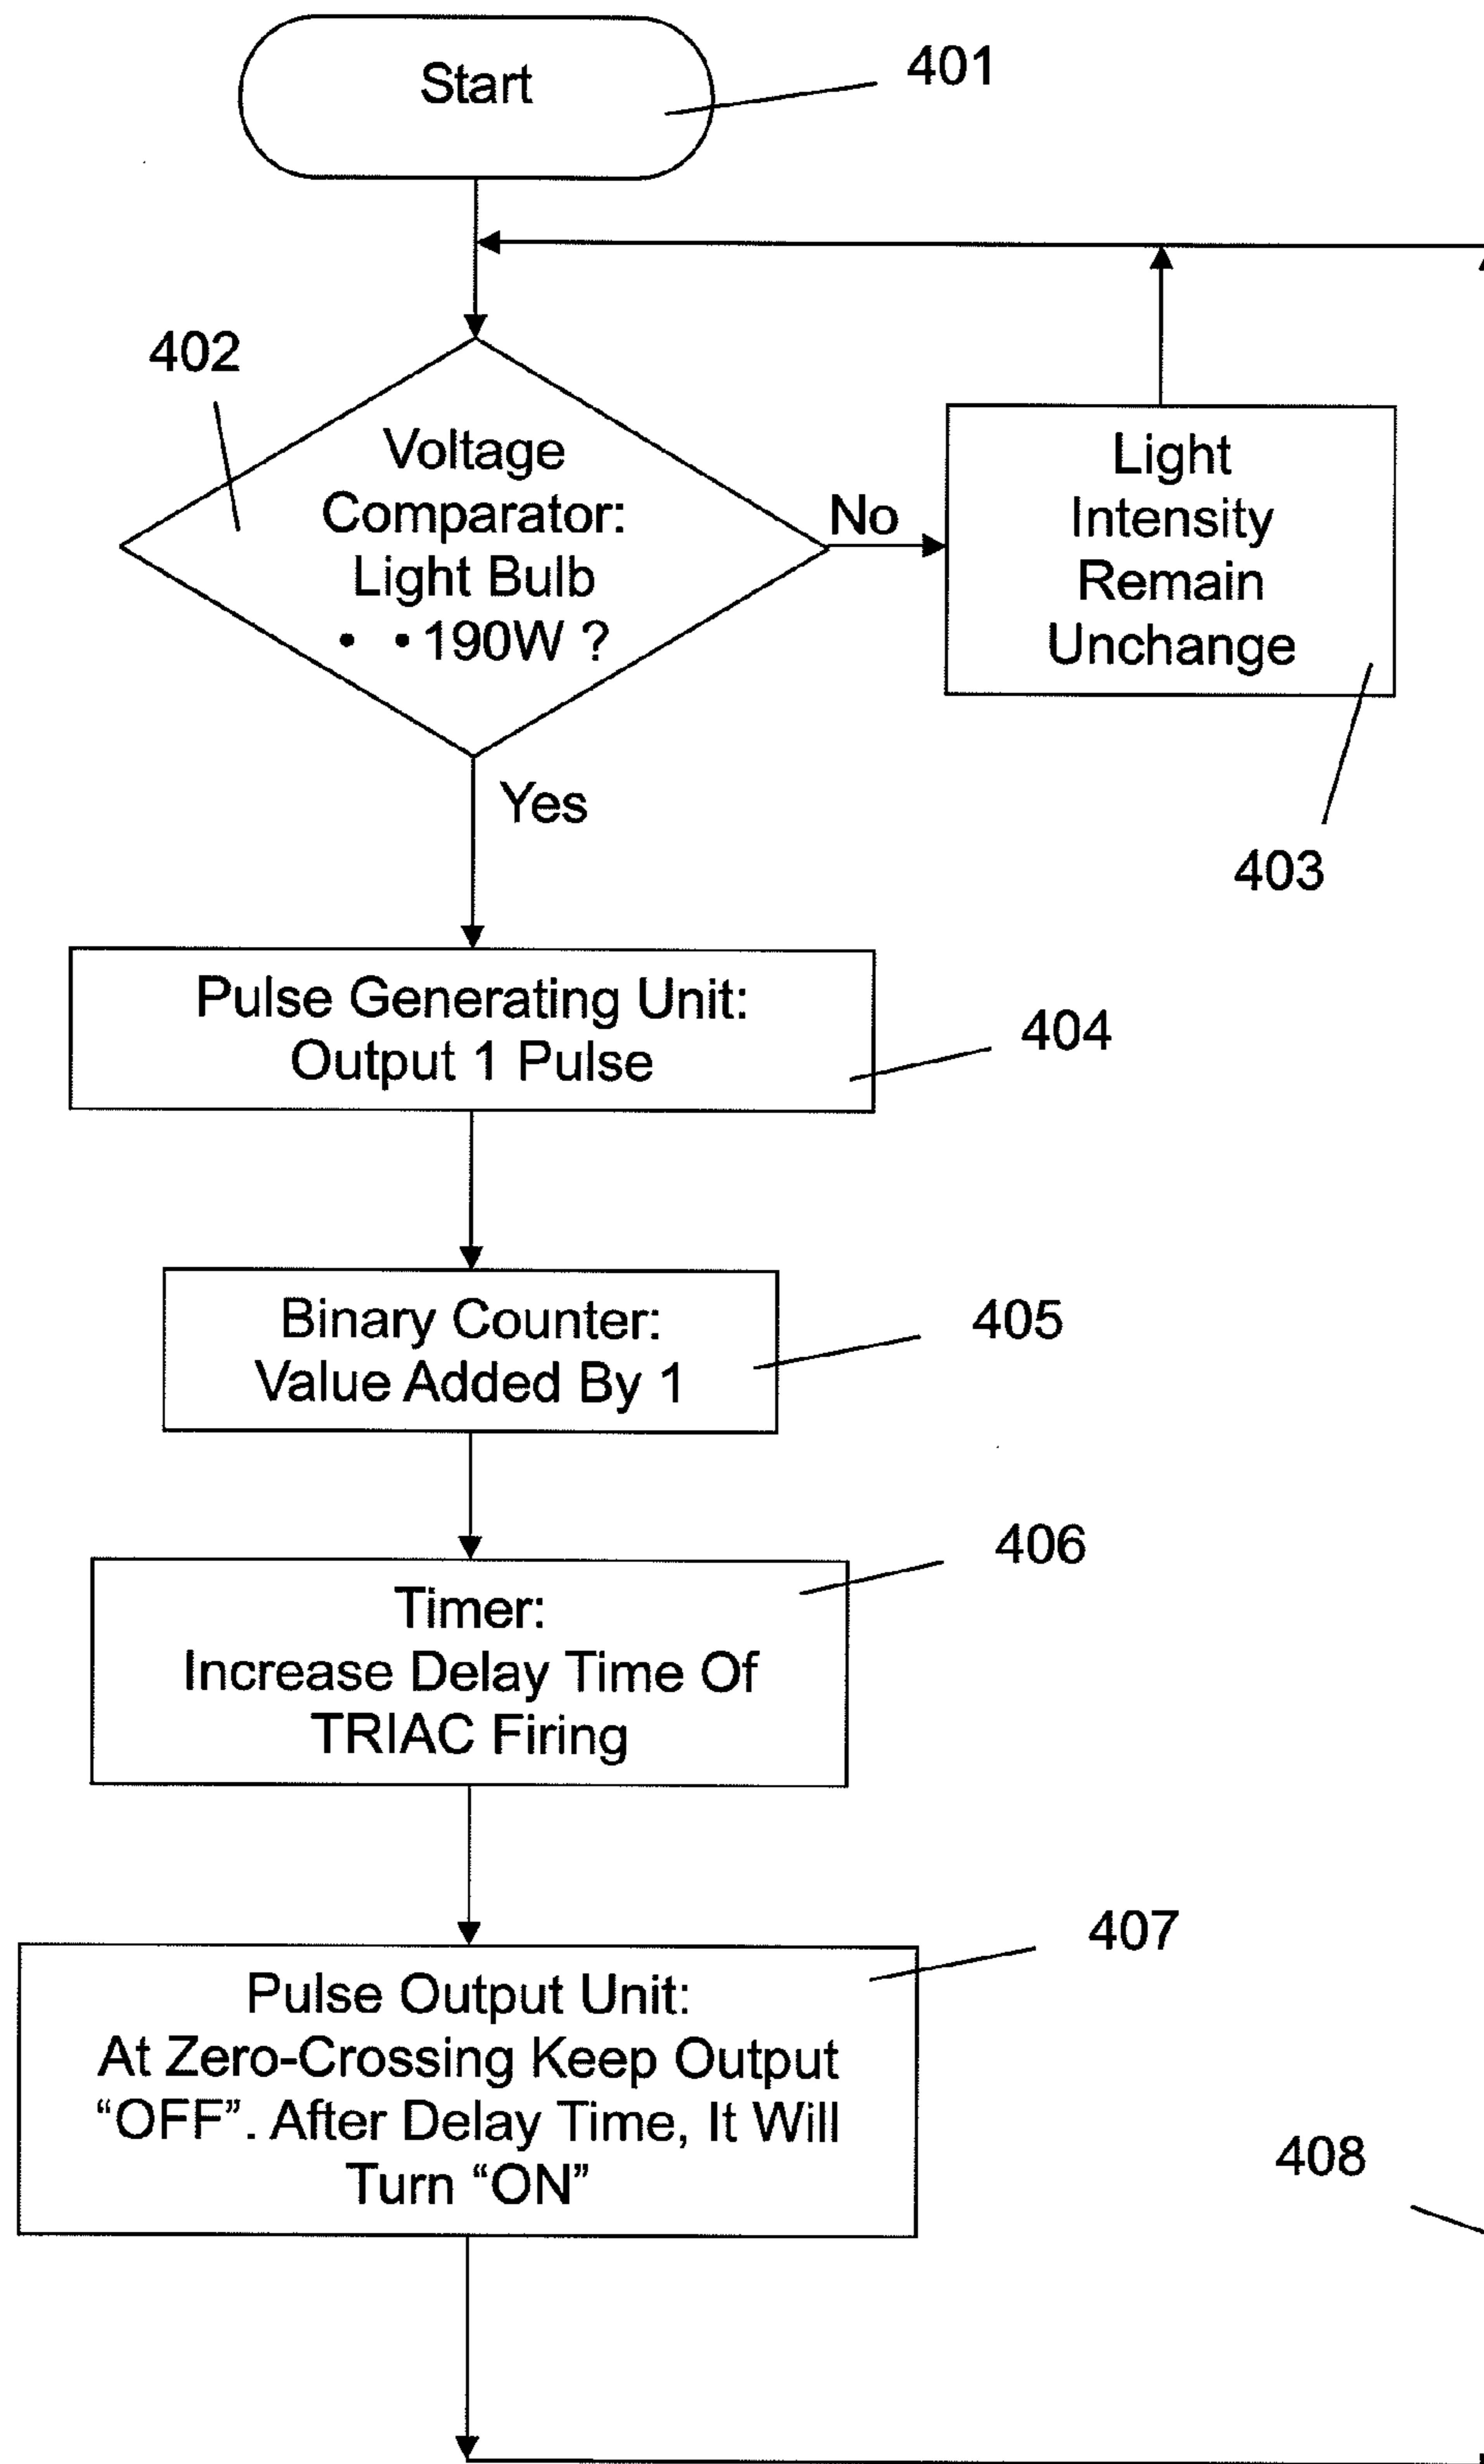 Start
401
402
Voltage
Comparator:
Light Bulb
• •190W ?
No
Light
Intensity
Remain
Unchange
403
Yes
Pulse Generating Unit:
Output 1 Pulse
404
Binary Counter:
Value Added By 1
405
Timer:
Increase Delay Time Of
TRIAC Firing
406
Pulse Output Unit:
At Zero-Crossing Keep Output
“OFF”. After Delay Time, It Will
Turn “ON”
407
408